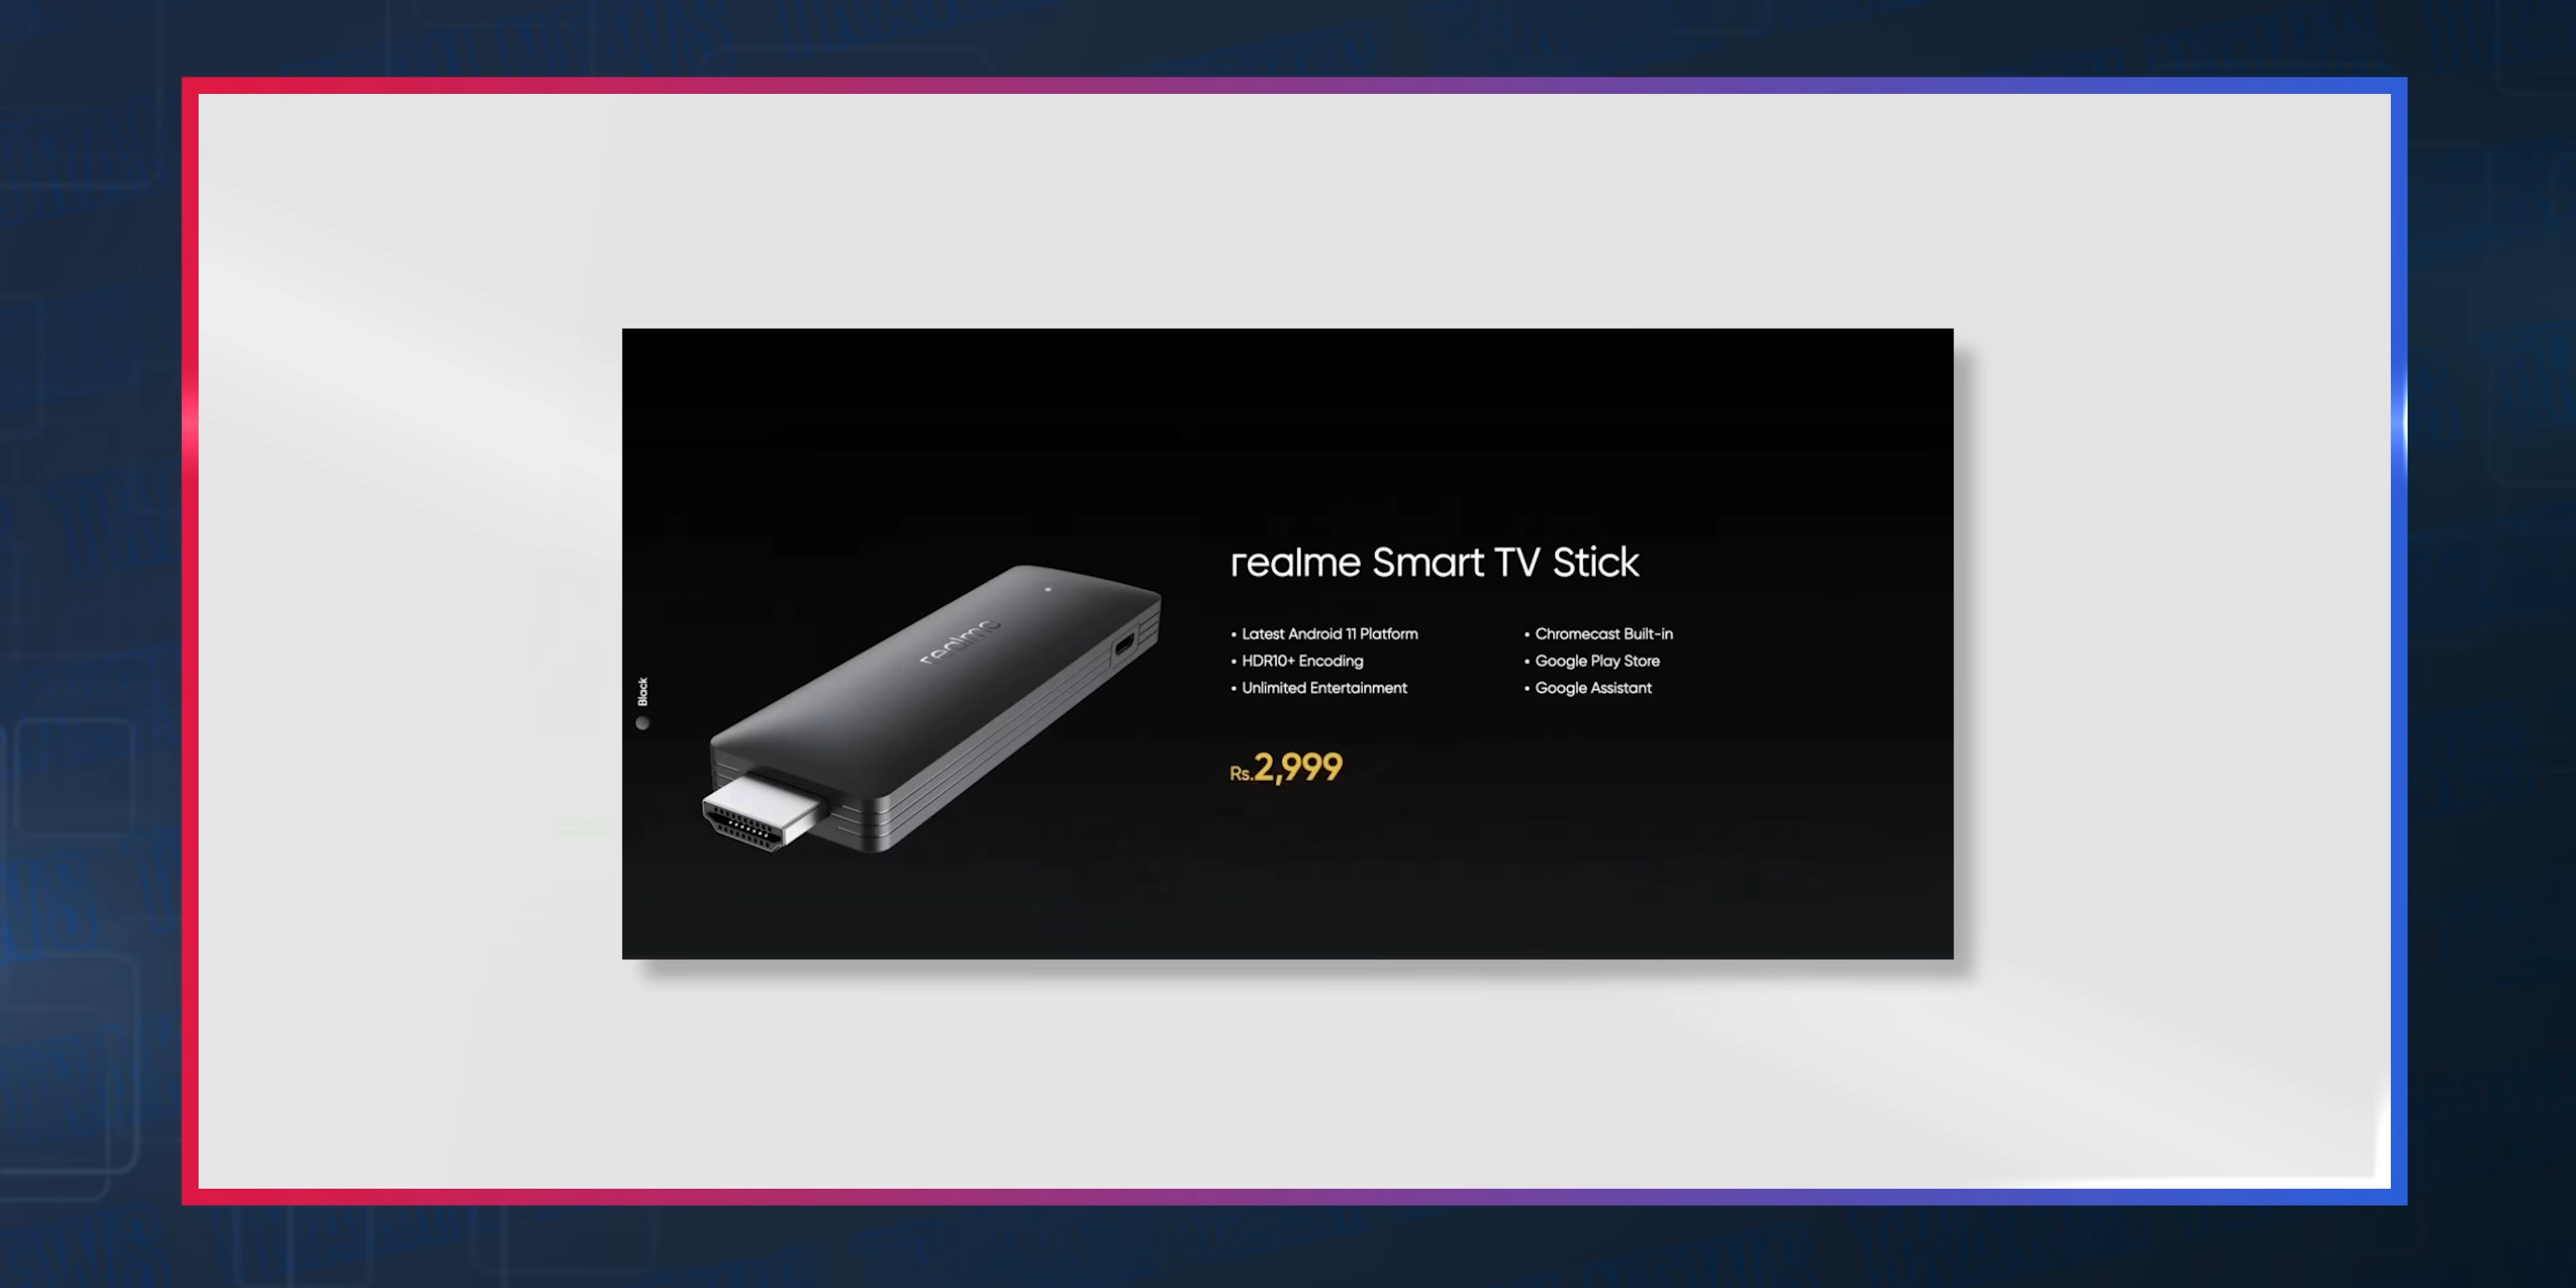 realme Smart TV Stick
• Latest Android 11 Platform
• HDR10+ Encoding
• Unlimited Entertainment
• Chromecast Built-in
• Google Play Store
• Google Assistant
Rs.2,999
Black
realme